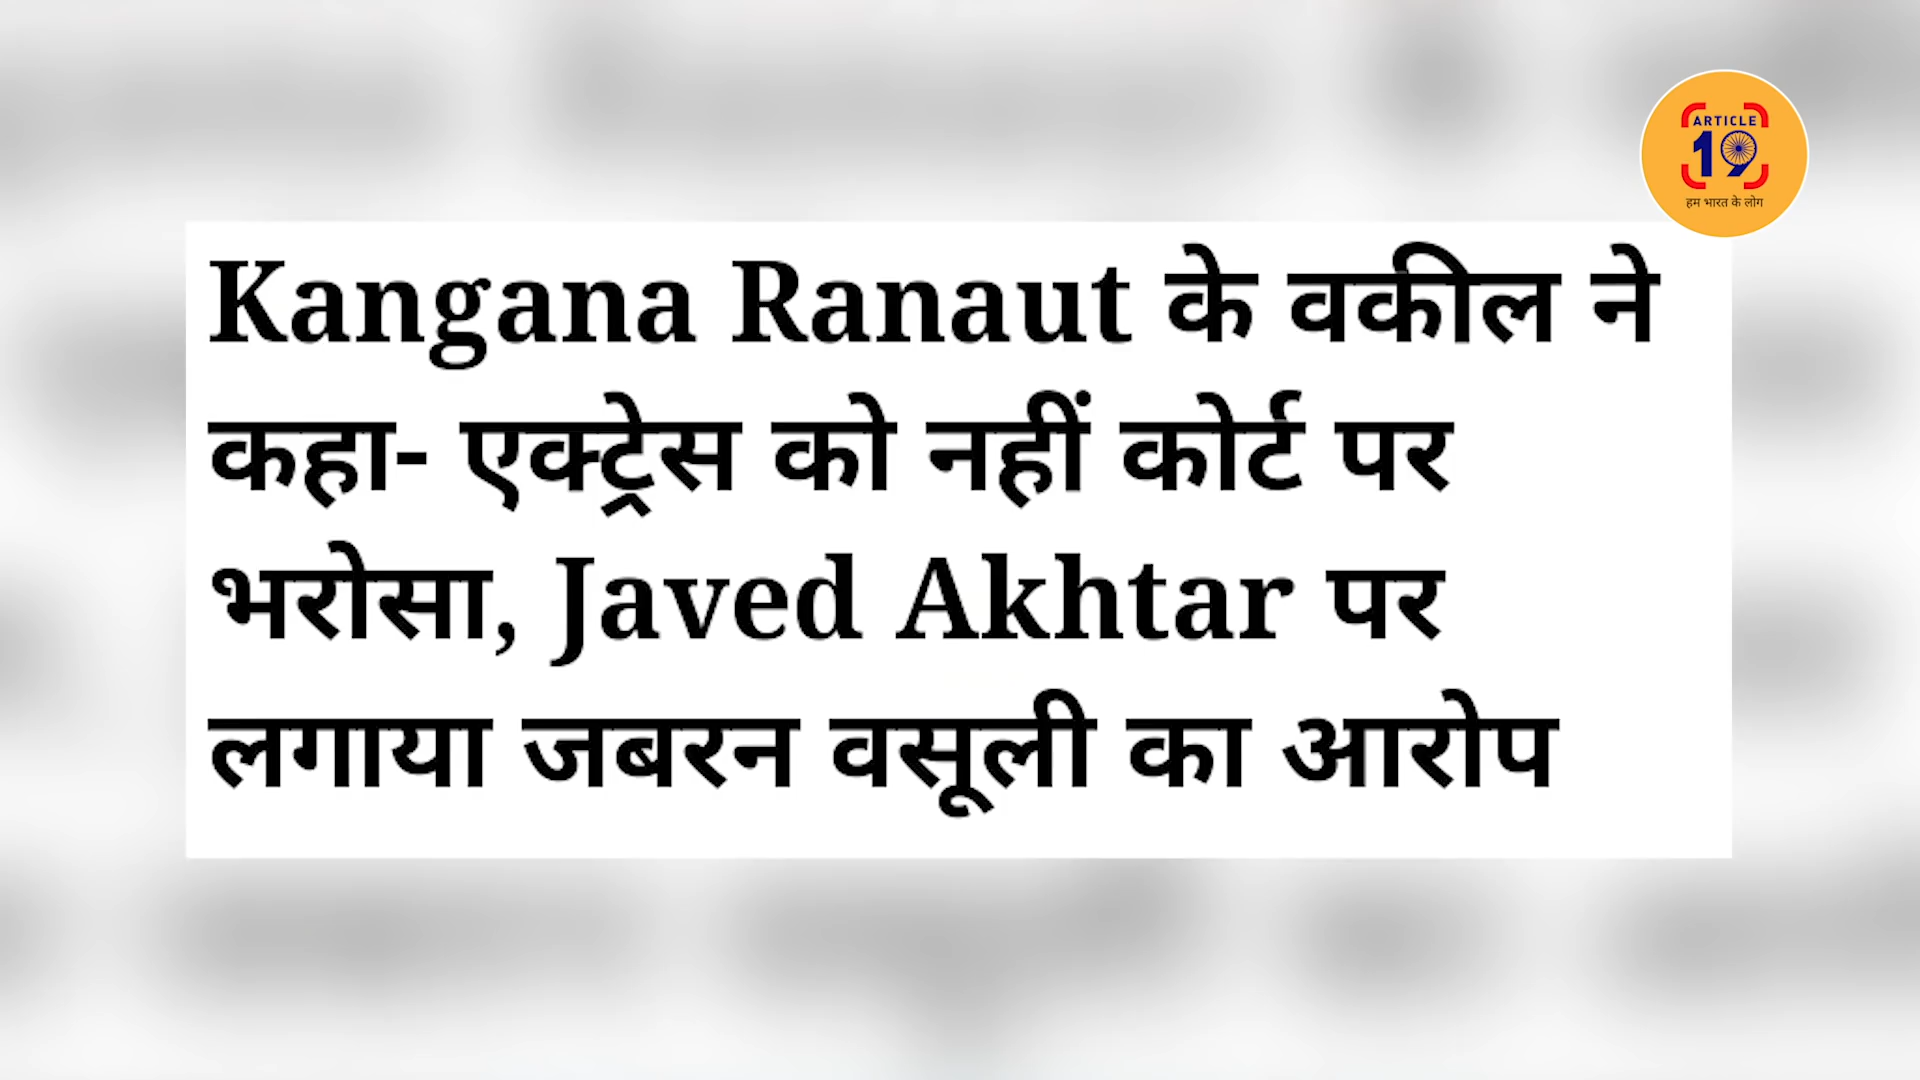 ARTICLE
19
हम भारत के लोग
Kangana Ranaut के वकील ने
कहा- एक्ट्रेस को नहीं कोर्ट पर
भरोसा, Javed Akhtar पर
लगाया जबरन वसूली का आरोप